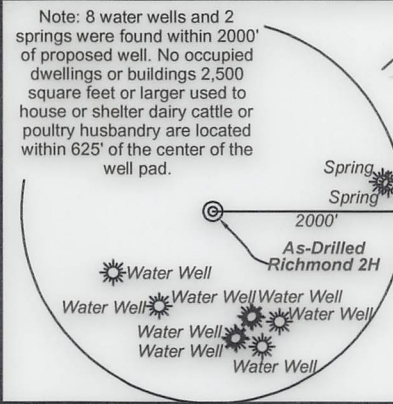 Note: 8 water wells and 2
springs were found within 2000'
of proposed well. No occupied
dwellings or buildings 2,500
square feet or larger used to
house or shelter dairy cattle or
poultry husbandry are located
within 625' of the center of the
well pad.
Spring
Spring
2000'
As-Drilled
Richmond 2H
Water Well
Water Well
Water Well
Water Well
Water Well
Water Well
Water Well
Water Well